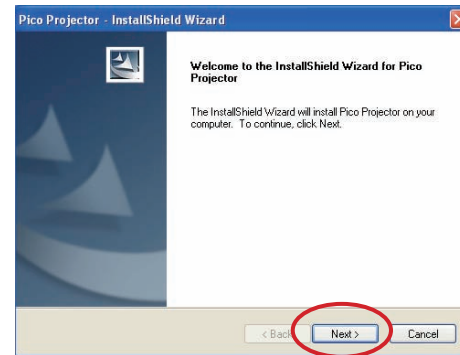 Pico Projector - InstallShield Wizard
Welcome to the InstallShield Wizard for Pico
Projector
The InstallShield Wizard will install Pico Projector on your
computer. To continue, click Next.
< Back Next > Cancel